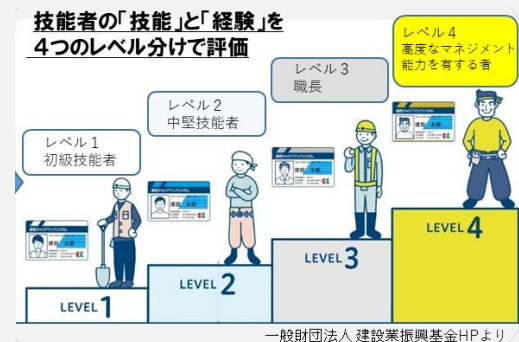 技能者の「技能」と「経験」を
４つのレベル分けで評価
レベル４
高度なマネジメント
能力を有する者
レベル３
職長
レベル２
中堅技能者
レベル１
初級技能者
LEVEL 1
LEVEL 2
LEVEL 3
LEVEL 4
一般財団法人 建設業振興基金HPより